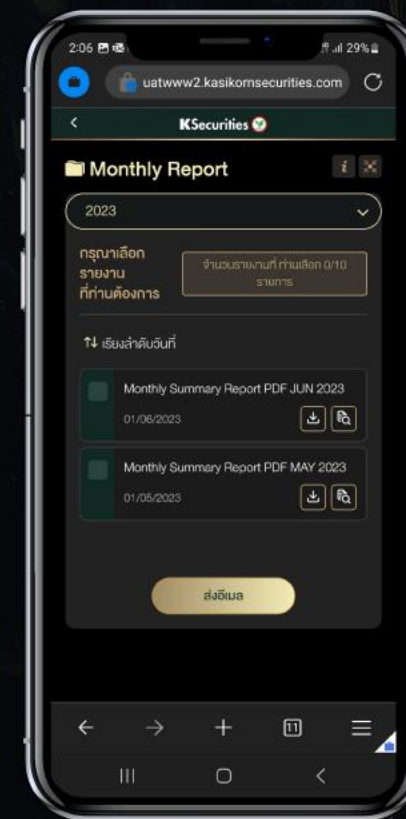 2:06
29%
uatwww2.kasikornsecurities.com
KSecurities
Monthly Report
i
2023
กรุณาเลือก
รายงาน
ที่ท่านต้องการ
จำนวนรายงานที่ ท่านเลือก 0/10
รายการ
เรียงลำดับวันที่
Monthly Summary Report PDF JUN 2023
01/06/2023
Monthly Summary Report PDF MAY 2023
01/05/2023
ส่งอีเมล
11